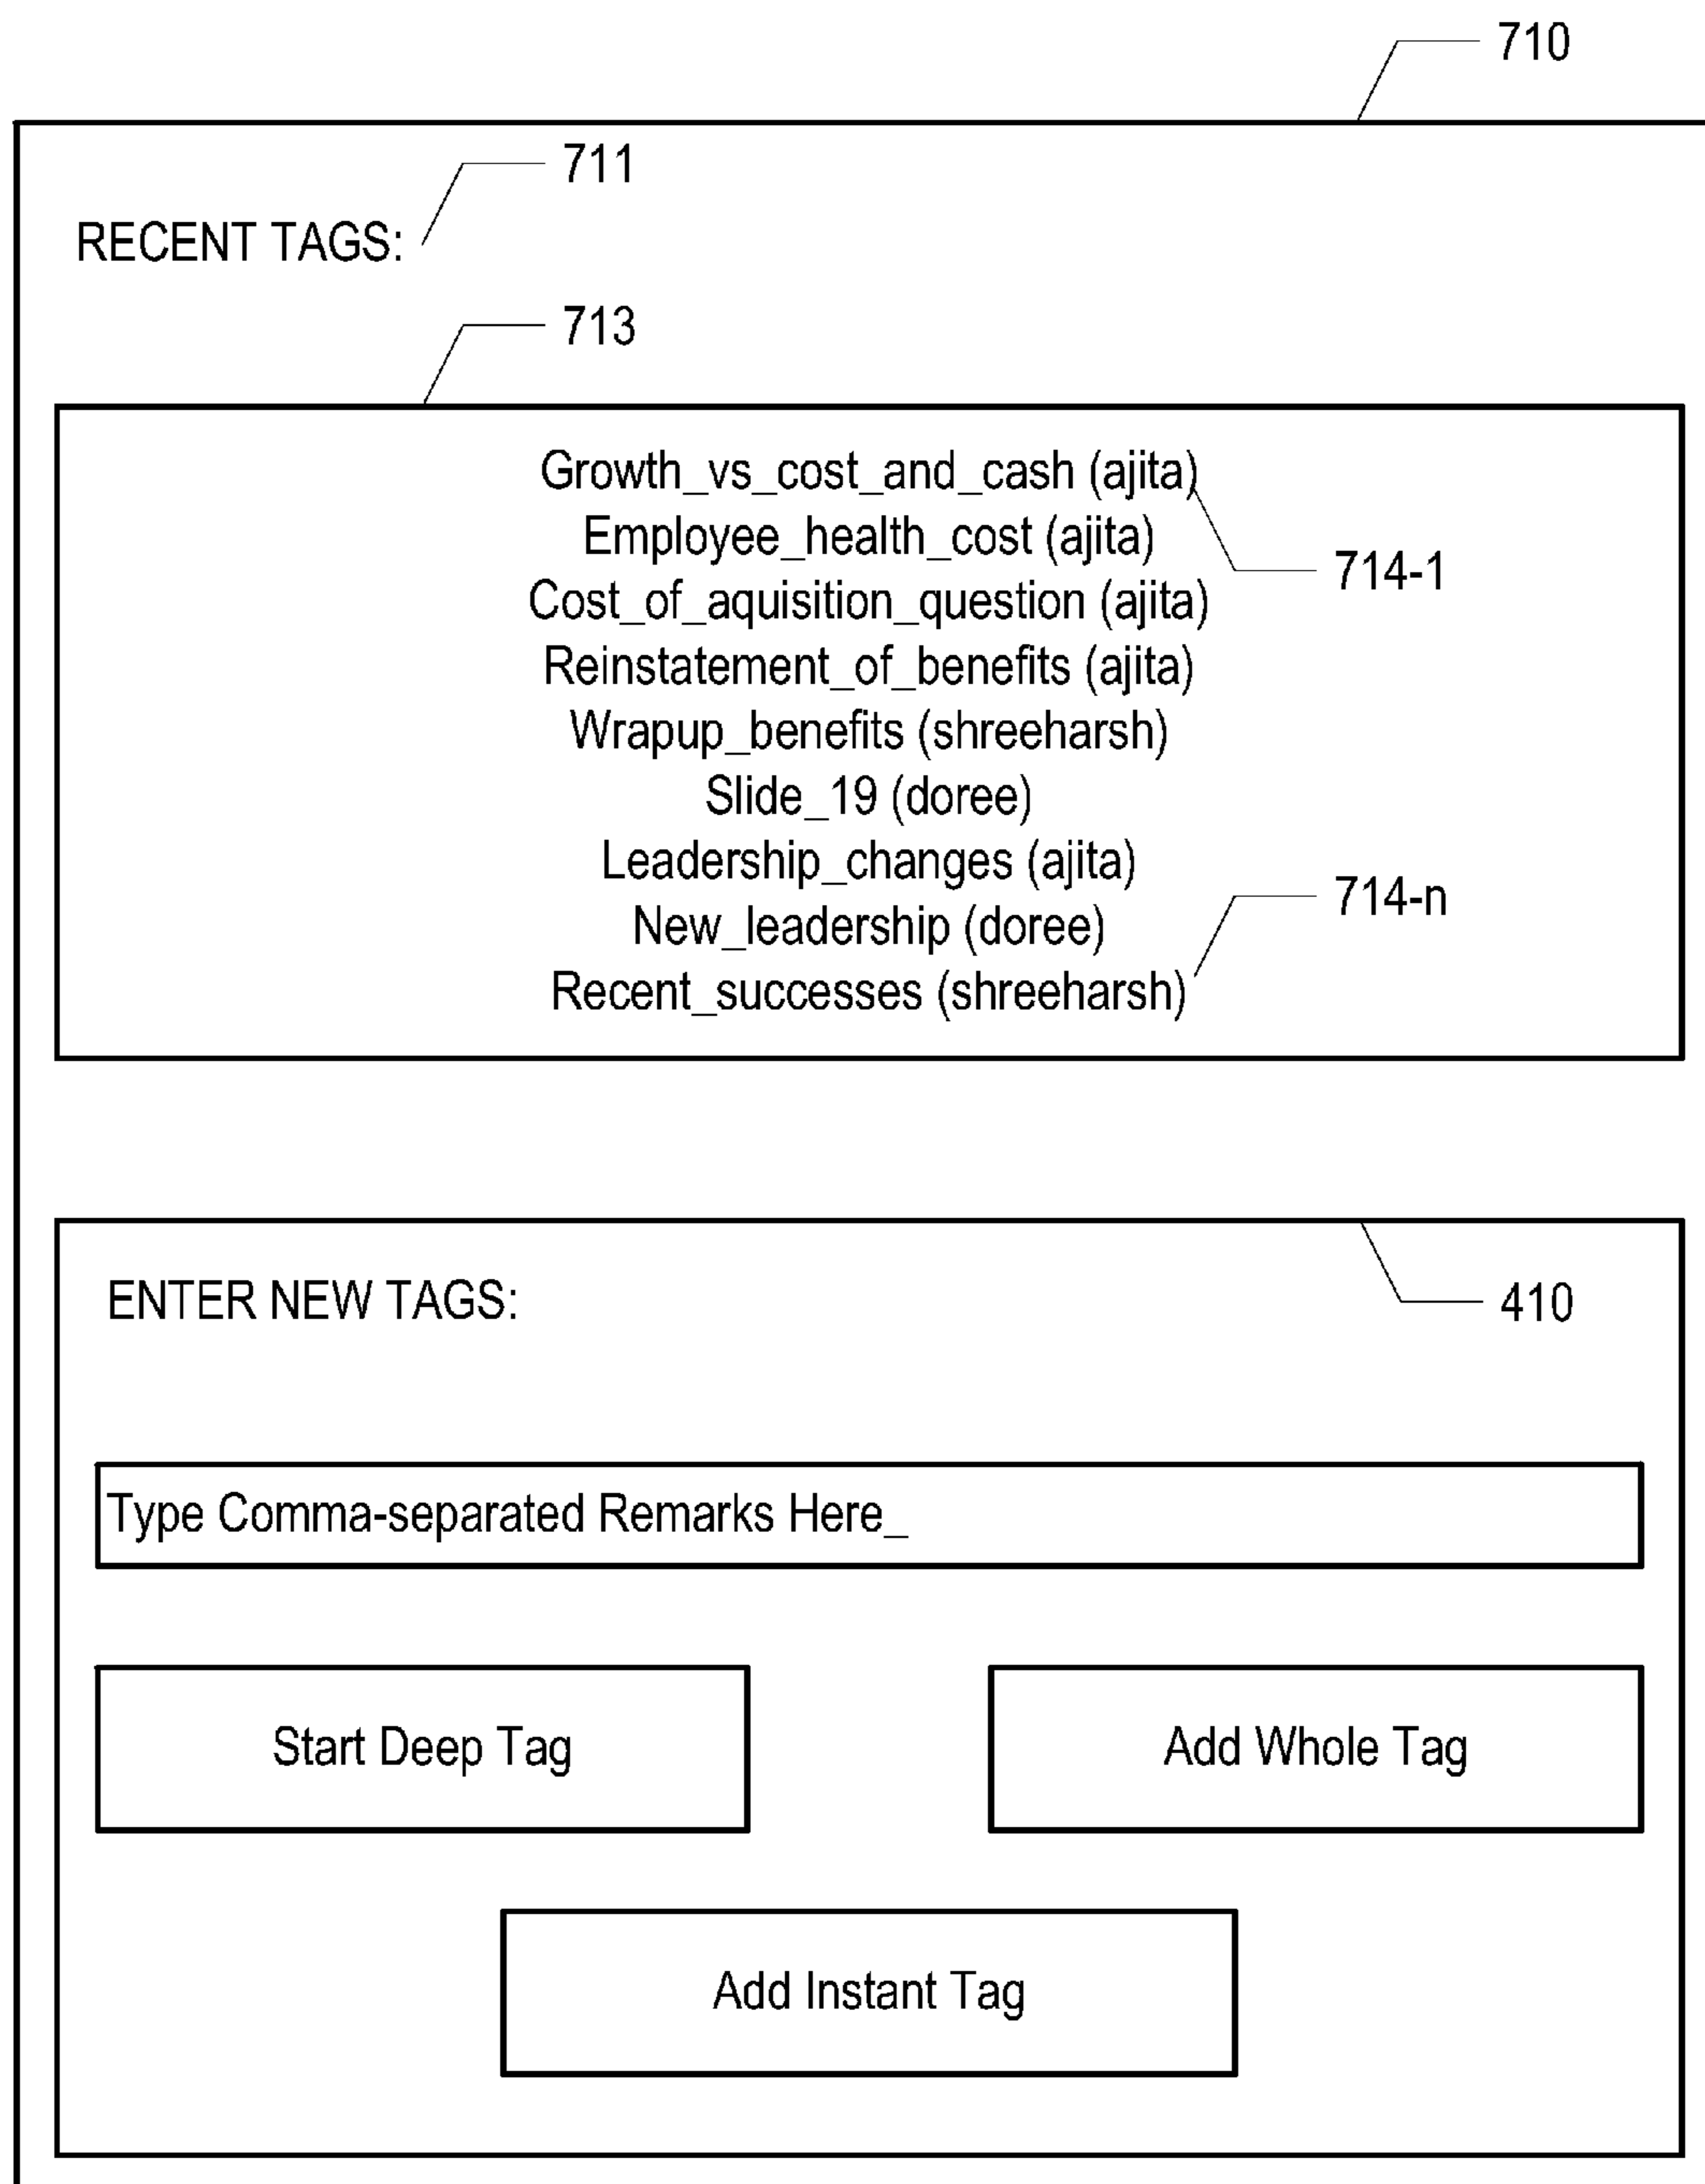 710
711
RECENT TAGS:
713
Growth_vs_cost_and_cash (ajita)
Employee_health_cost (ajita)
714-1
Cost_of_aquisition_question (ajita)
Reinstatement_of_benefits (ajita)
Wrapup_benefits (shreeharsh)
Slide_19 (doree)
Leadership_changes (ajita)
714-n
New_leadership (doree)
Recent_successes (shreeharsh)
ENTER NEW TAGS:
410
Type Comma-separated Remarks Here_
Start Deep Tag
Add Whole Tag
Add Instant Tag